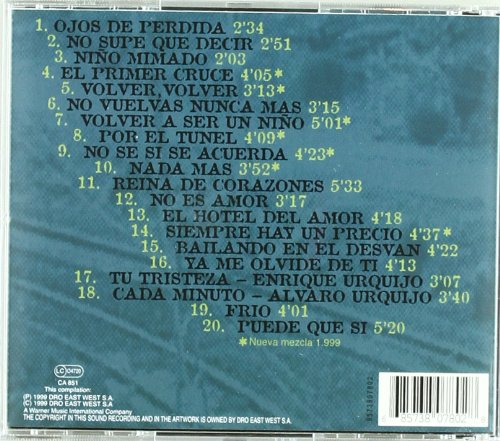 1. OJOS DE PERDIDA 2'34
2. NO SUPE QUE DECIR 2'51
3. NIÑO MIMADO 2'03
4. EL PRIMER CRUCE 4'05*
5. VOLVER, VOLVER 3'13*
6. NO VUELVAS NUNCA MAS 3'15
7. VOLVER A SER UN NIÑO 5'01*
8. POR EL TUNEL 4'09*
9. NO SE SI SE ACUERDA 4'23*
10. NADA MAS 3'52*
11. REINA DE CORAZONES 5'33
12. NO ES AMOR 3'17
13. EL HOTEL DEL AMOR 4'18
14. SIEMPRE HAY UN PRECIO 4'37*
15. BAILANDO EN EL DESVAN 4'22
16. YA ME OLVIDE DE TI 4'13
17. TU TRISTEZA – ENRIQUE URQUIJO 3'07
18. CADA MINUTO – ALVARO URQUIJO 3'40
19. FRIO 4'01
20. PUEDE QUE SI 5'20
* Nueva mezcla 1.999
LC 04720
CA 851
This compilation:
Ⓟ 1999 DRO EAST WEST S.A
© 1999 DRO EAST WEST S.A.
A Warner Music International Company
THE COPYRIGHT IN THIS SOUND RECORDING AND IN THE ARTWORK IS OWNED BY DRO EAST WEST S.A.
8573807802
85738 07802